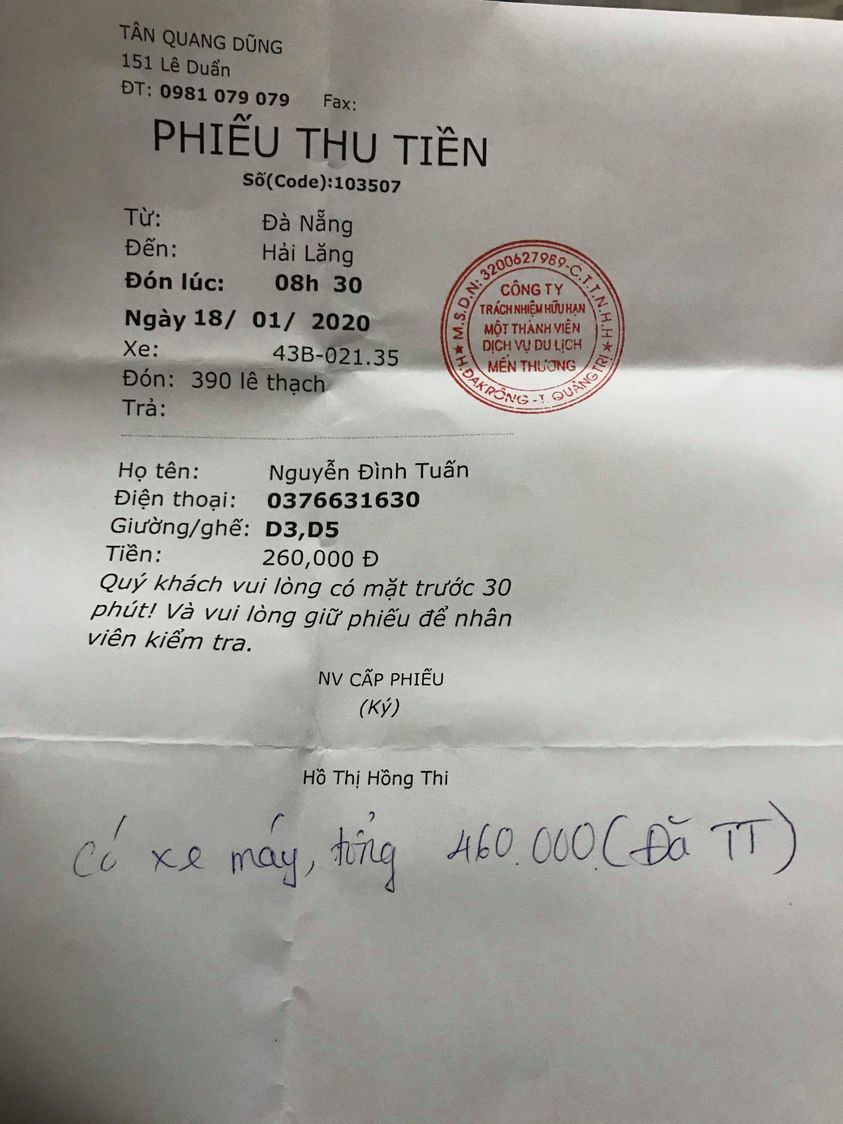 TÂN QUANG DŨNG
151 Lê Duẩn
ĐT: 0981 079 079 Fax:
PHIẾU THU TIỀN
Số(Code):103507
Từ: Đà Nẵng
Đến: Hải Lăng
Đón lúc: 08h 30
Ngày 18/ 01/ 2020
Xe: 43B-021.35
Đón: 390 lê thạch
Trả:
M.S.D.N: 3200627989-C.T.T.N.H.H
CÔNG TY
TRÁCH NHIỆM HỮU HẠN
MỘT THÀNH VIÊN
DỊCH VỤ DU LỊCH
MẾN THƯƠNG
H. ĐAKRÔNG - T. QUẢNG TRỊ
Họ tên: Nguyễn Đình Tuấn
Điện thoại: 0376631630
Giường/ghế: D3,D5
Tiền: 260,000 Đ
Quý khách vui lòng có mặt trước 30
phút! Và vui lòng giữ phiếu để nhân
viên kiểm tra.
NV CẤP PHIẾU
(Ký)
Hồ Thị Hồng Thi
Có xe máy, tổng 460.000 (Đã TT)